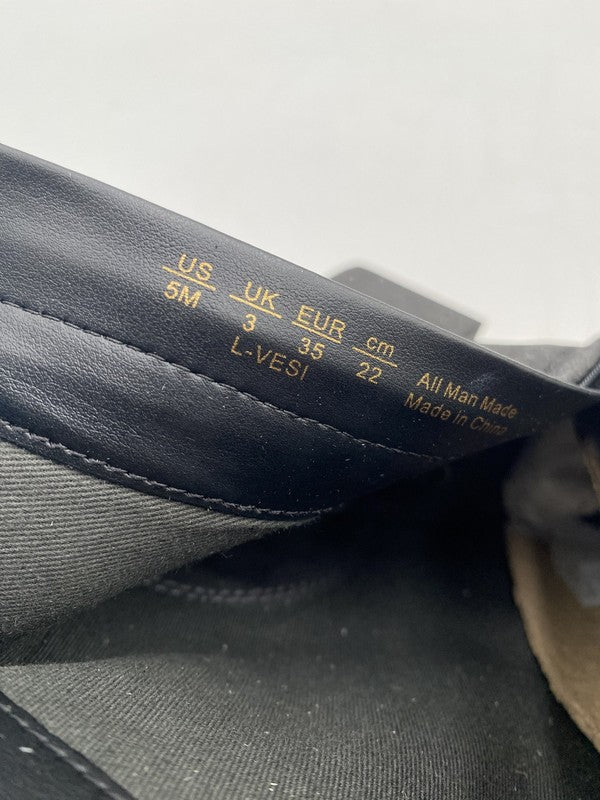 US UK EUR cm
5M 3 35 22
L-VESI
All Man Made
Made in China